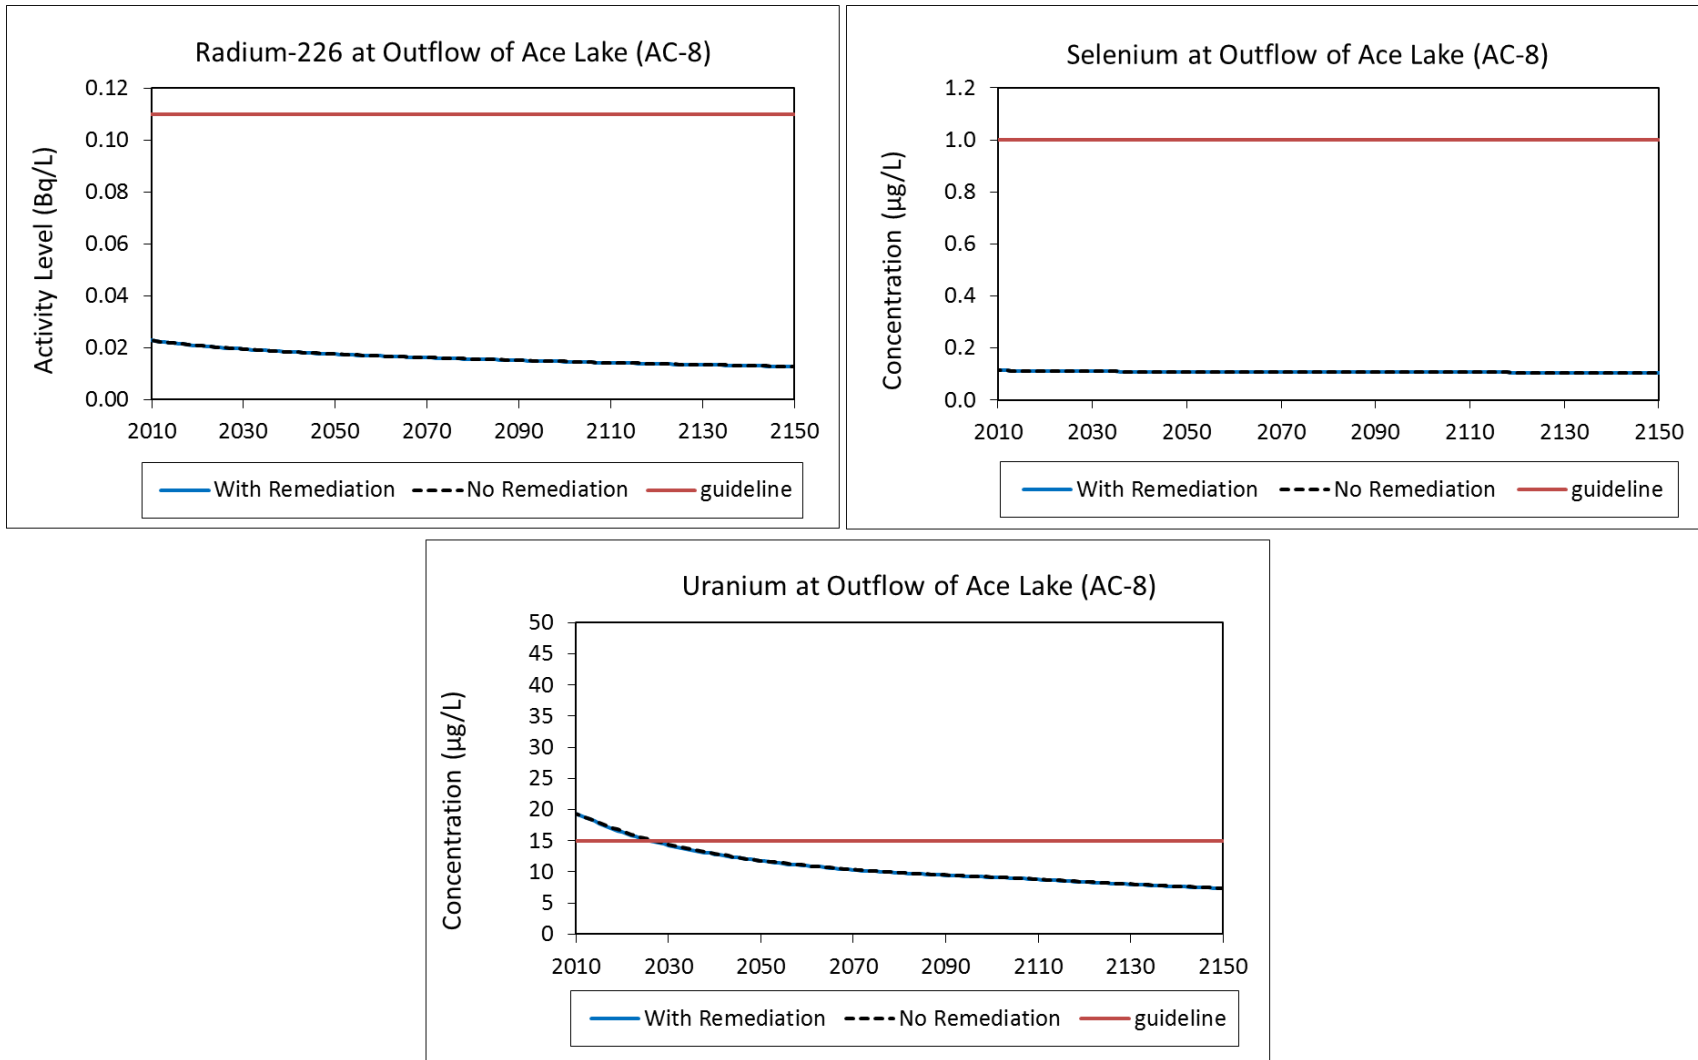 Radium-226 at Outflow of Ace Lake (AC-8)
Activity Level (Bq/L)
0.12
0.10
0.08
0.06
0.04
0.02
0.00
2010 2030 2050 2070 2090 2110 2130 2150
With Remediation No Remediation guideline
Selenium at Outflow of Ace Lake (AC-8)
Concentration (µg/L)
1.2
1.0
0.8
0.6
0.4
0.2
0.0
2010 2030 2050 2070 2090 2110 2130 2150
With Remediation No Remediation guideline
Uranium at Outflow of Ace Lake (AC-8)
Concentration (µg/L)
50
45
40
35
30
25
20
15
10
5
0
2010 2030 2050 2070 2090 2110 2130 2150
With Remediation No Remediation guideline